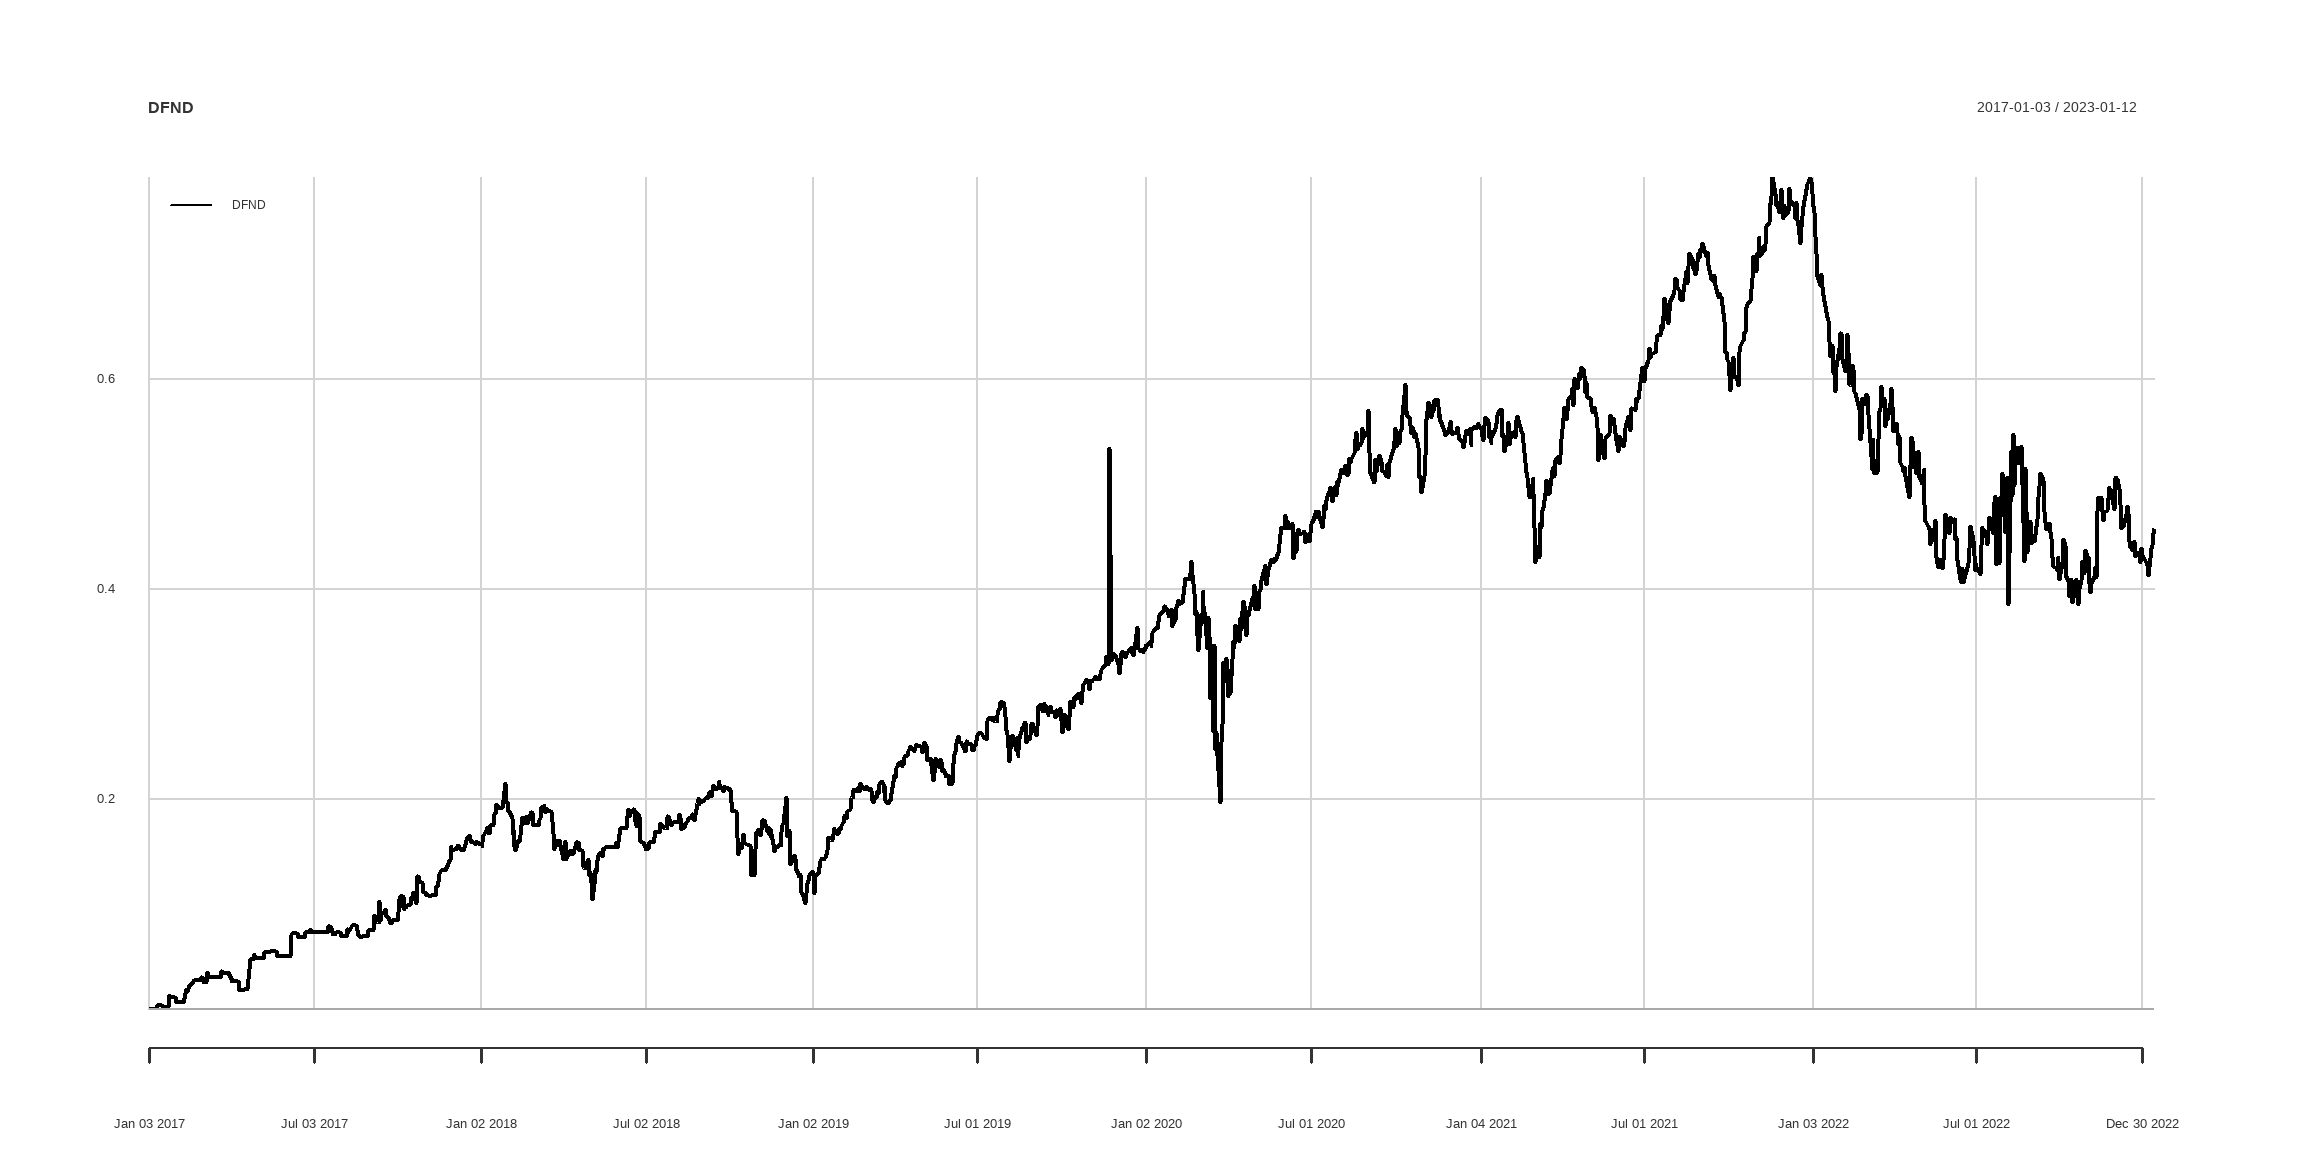 DFND
2017-01-03 / 2023-01-12
DFND
0.6
0.4
0.2
Jan 03 2017
Jul 03 2017
Jan 02 2018
Jul 02 2018
Jan 02 2019
Jul 01 2019
Jan 02 2020
Jul 01 2020
Jan 04 2021
Jul 01 2021
Jan 03 2022
Jul 01 2022
Dec 30 2022